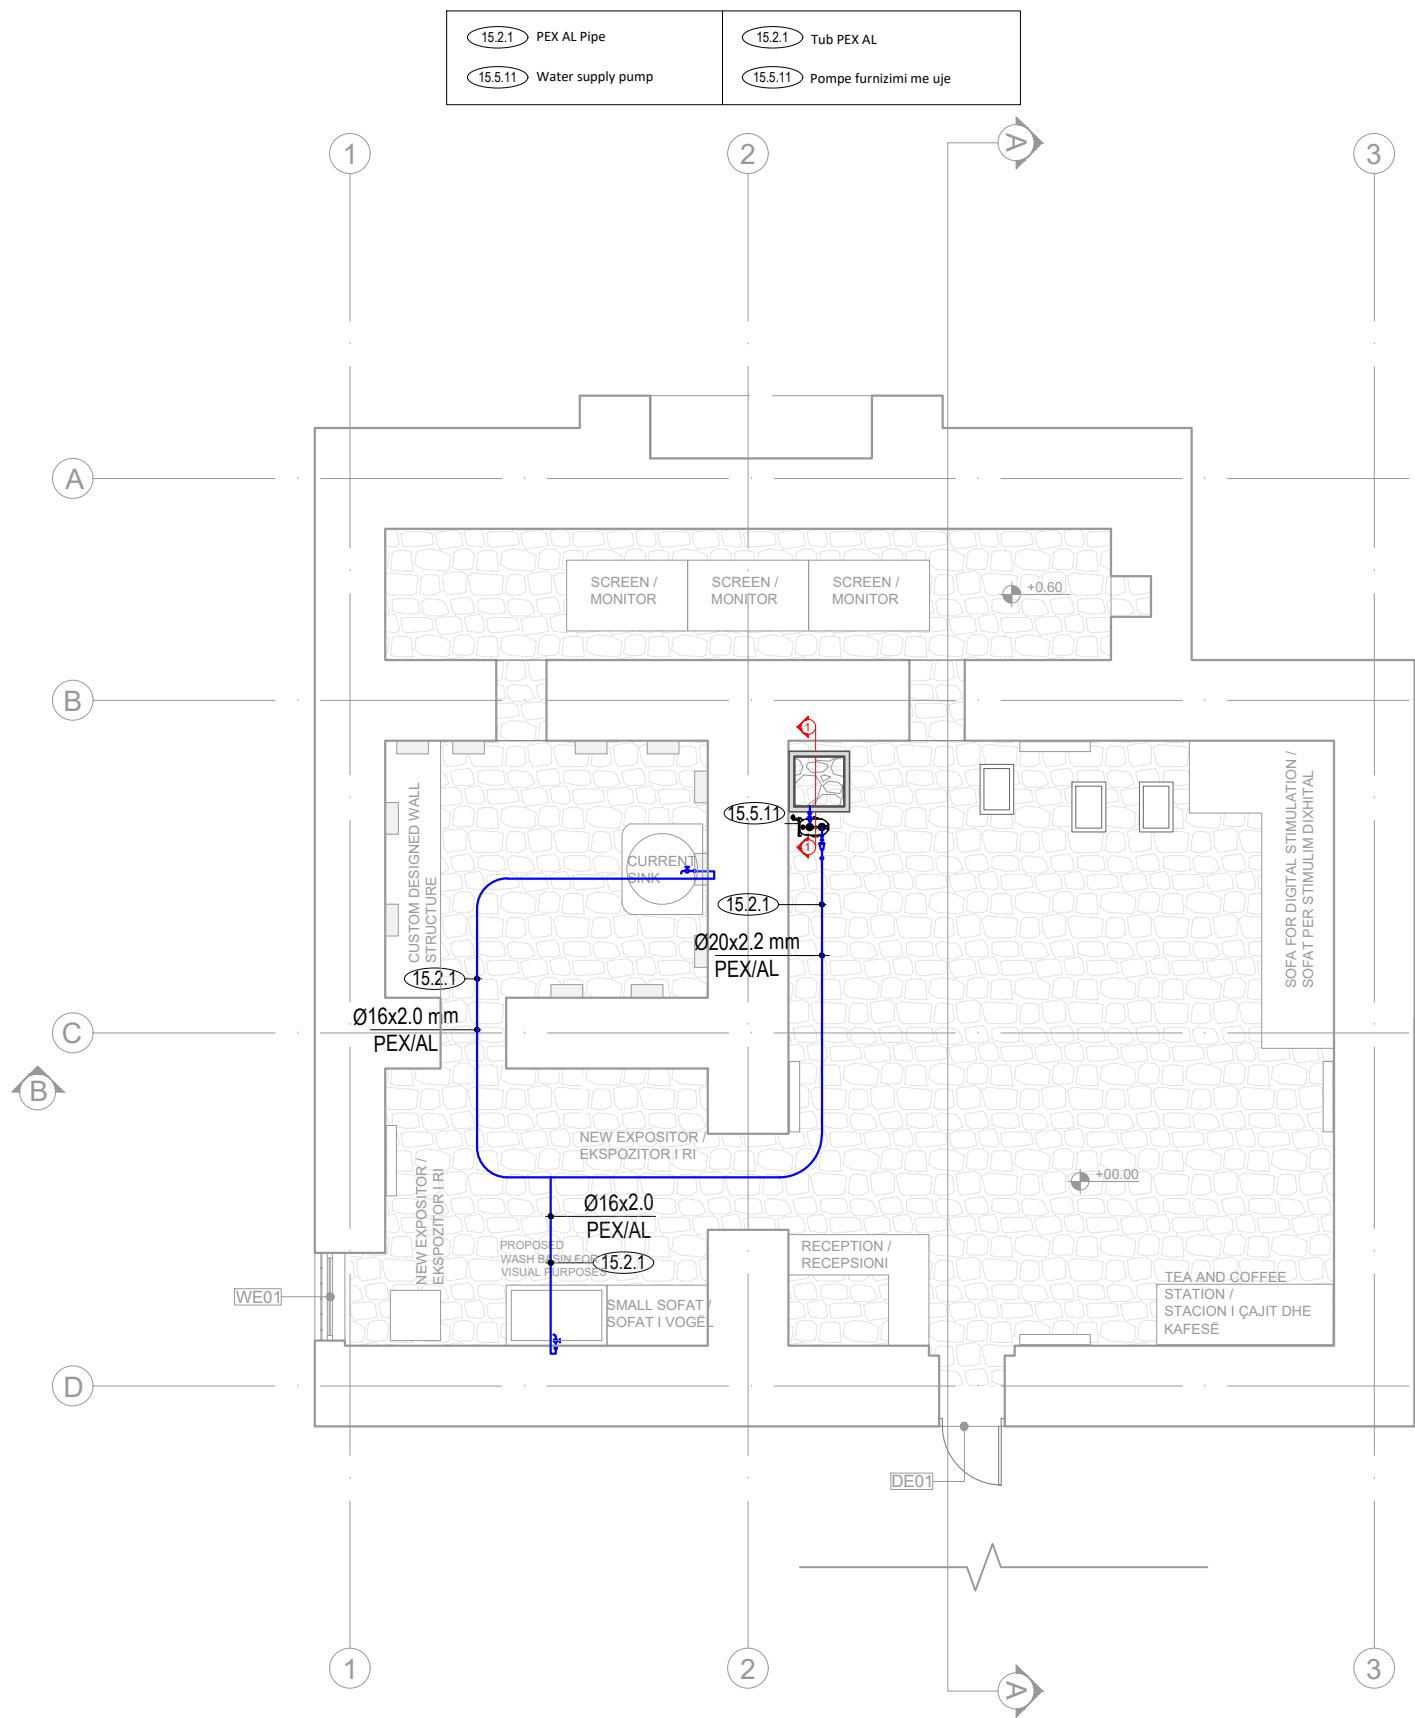 15.2.1 PEX AL Pipe
15.5.11 Water supply pump
15.2.1 Tub PEX AL
15.5.11 Pompe furnizimi me uje
1
2
A
3
A
SCREEN /
MONITOR
SCREEN /
MONITOR
SCREEN /
MONITOR
+0.60
B
1
CUSTOM DESIGNED WALL
STRUCTURE
15.5.11
1
CURRENT
SINK
15.2.1
Ø20x2.2 mm
PEX/AL
SOFA FOR DIGITAL STIMULATION /
SOFAT PER STIMULIM DIXHITAL
15.2.1
Ø16x2.0 mm
PEX/AL
C
B
NEW EXPOSITOR /
EKSPOZITOR I RI
NEW EXPOSITOR /
EKSPOZITOR I RI
+00.00
Ø16x2.0
PEX/AL
PROPOSED
WASH BASIN FOR
VISUAL PURPOSES
15.2.1
RECEPTION /
RECEPSIONI
WE01
SMALL SOFAT /
SOFAT I VOGËL
TEA AND COFFEE
STATION /
STACION I ÇAJIT DHE
KAFESË
D
DE01
1
2
A
3